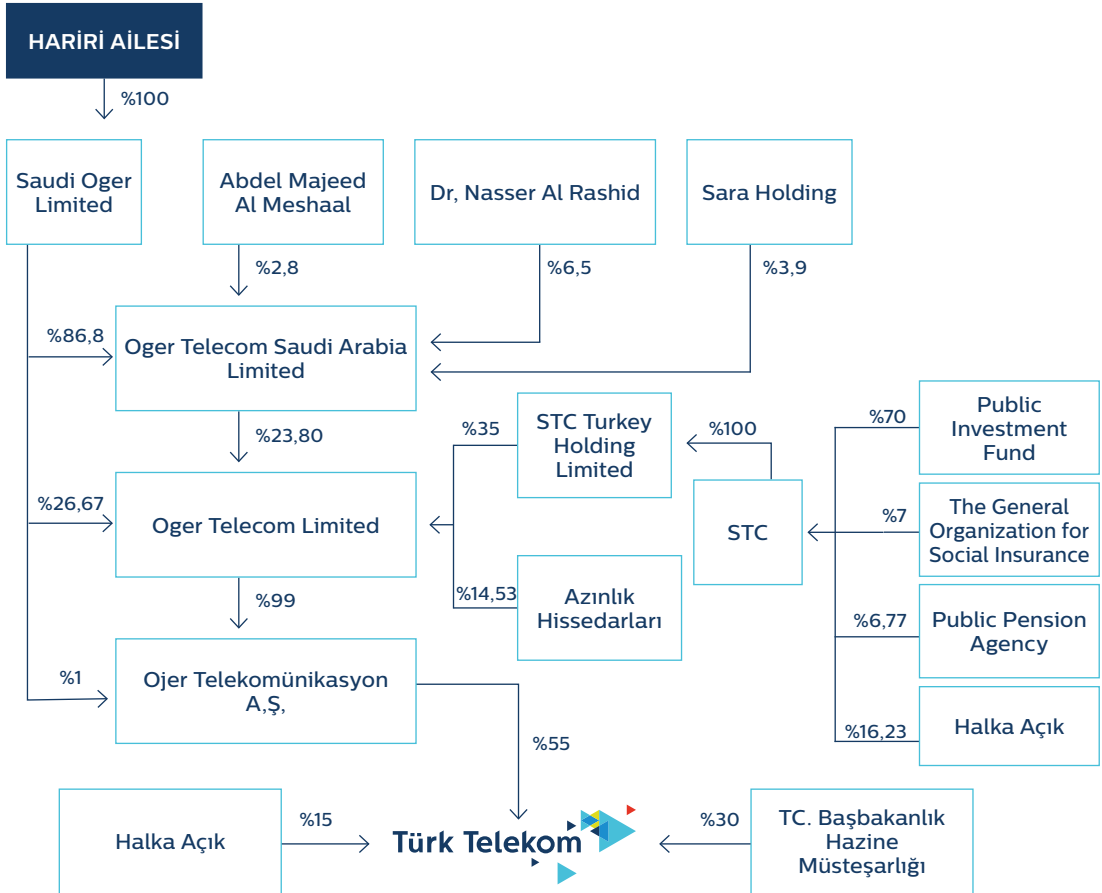 HARİRİ AİLESİ
%100
Saudi Oger
Limited
Abdel Majeed
Al Meshaal
Dr, Nasser Al Rashid
Sara Holding
%2,8
%6,5
%3,9
%86,8
Oger Telecom Saudi Arabia
Limited
%23,80
%35
STC Turkey
Holding
Limited
%100
%70
Public
Investment
Fund
%26,67
Oger Telecom Limited
STC
%7
The General
Organization for
Social Insurance
%99
%14,53
Azınlık
Hissedarları
%6,77
Public Pension
Agency
%1
Ojer Telekomünikasyon
A,Ş,
%55
%16,23
Halka Açık
Halka Açık
%15
Türk Telekom
%30
TC. Başbakanlık
Hazine
Müsteşarlığı